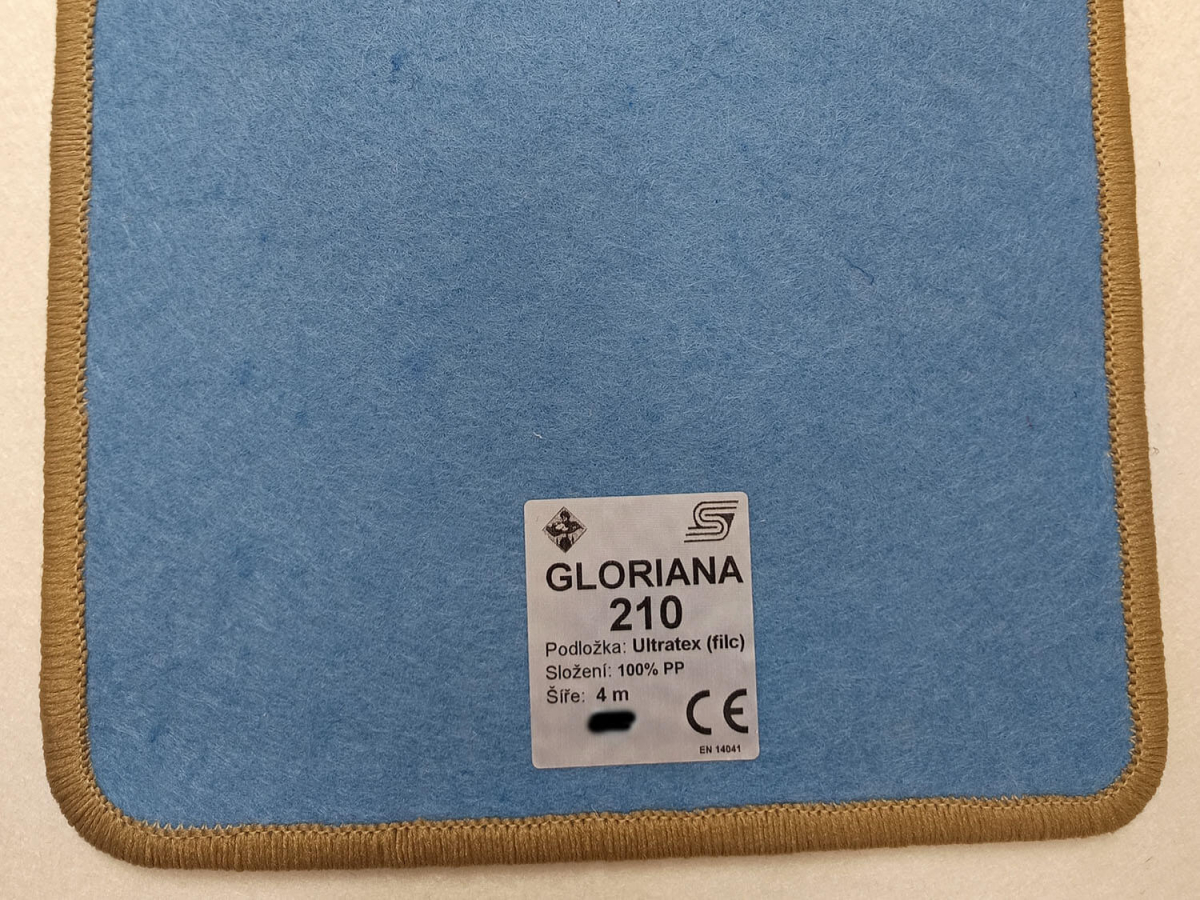 GLORIANA
210
Podložka: Ultratex (filc)
Složení: 100% PP
Šíře: 4 m
CE
EN 14041